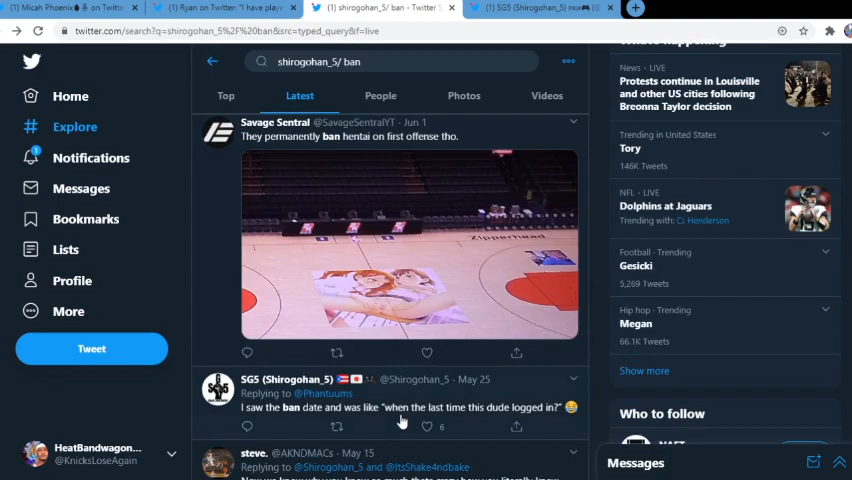 Micah Phoenix on Twitter:
Ryan on Twitter: "I have playe
shirogohan_5/ ban - Twitter S
SG5 (Shirogohan_5)
twitter.com/search?q=shirogohan_5%2F%20ban&src=typed_query&f=live
shirogohan_5/ ban
Top
Latest
People
Photos
Videos
Home
Explore
1
Notifications
Messages
Bookmarks
Lists
Profile
More
Tweet
HeatBandwagon...
@KnicksLoseAgain
Savage Sentral @SavageSentralYT · Jun 1
They permanently ban hentai on first offense tho.
Zipperhead
SG5 (Shirogohan_5) @Shirogohan_5 · May 25
Replying to @Phantuums
I saw the ban date and was like "when the last time this dude logged in?" 😂
6
steve. @AKNDMACs · May 15
Replying to @Shirogohan_5 and @ItsShake4ndbake
News · LIVE
Protests continue in Louisville
and other US cities following
Breonna Taylor decision
Trending in United States
Tory
146K Tweets
NFL · LIVE
Dolphins at Jaguars
Trending with: CJ Henderson
Football · Trending
Gesicki
5,269 Tweets
Hip hop · Trending
Megan
66.1K Tweets
Show more
Who to follow
Messages